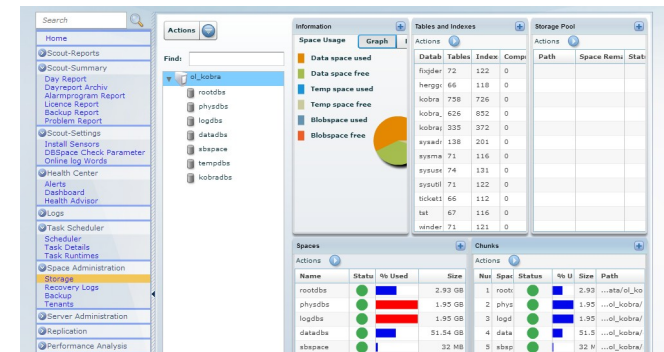 Search
Home
Scout-Reports
Scout-Summary
Day Report
Dayreport Archiv
Alarmprogram Report
Licence Report
Backup Report
Problem Report
Scout-Settings
Install Sensors
DBSpace Check Parameter
Online log Words
Health Center
Alerts
Dashboard
Health Advisor
Logs
Task Scheduler
Scheduler
Task Details
Task Runtimes
Space Administration
Storage
Recovery Logs
Backup
Tenants
Server Administration
Replication
Performance Analysis
Actions
Find:
ol_kobra
rootdbs
physdbs
logdbs
datadbs
sbspace
tempdbs
kobradbs
Information
Space Usage Graph
Data space used
Data space free
Temp space used
Temp space free
Blobspace used
Blobspace free
Tables and Indexes
Actions
Datab Tables Index Compr
fixjder 72 122 0
hergg 66 118 0
kobra 758 726 0
kobra_ 626 852 0
kobra 335 372 0
sysadr 138 201 0
sysma 71 116 0
sysuse 74 131 0
sysutil 71 122 0
ticket1 66 112 0
tst 67 116 0
winder 71 121 0
Storage Pool
Actions
Path Space Rema Stat
Spaces
Actions
Name Statu % Used Size
rootdbs 2.93 GB
physdbs 1.95 GB
logdbs 1.95 GB
datadbs 51.54 GB
sbspace 32 MB
Chunks
Actions
Nu Spac Status % U Size Path
1 rootc 2.93 ...ata/ol_ko
2 phys 1.95 ...ol_kobra/
3 logd 1.95 ...ol_kobra/
4 data 51.5 ...ol_kobra/
5 sbsp 32 M ...ol_kobra/